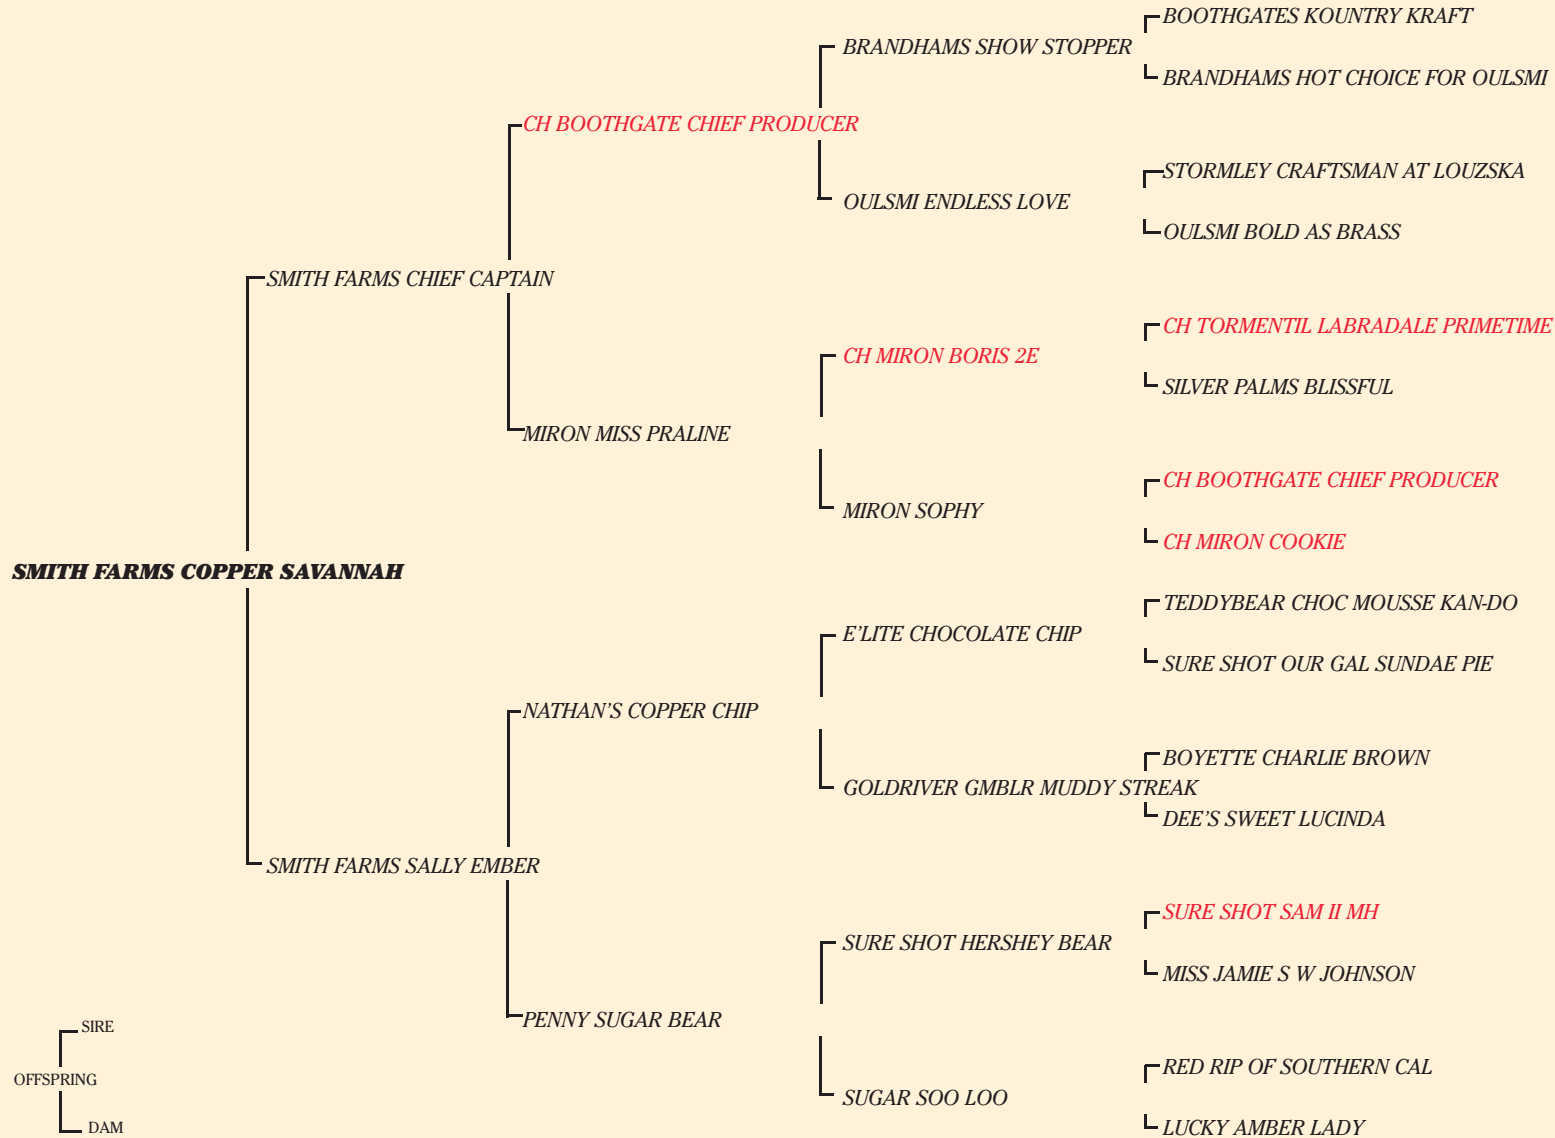 BOOTHGATES KOUNTRY KRAFT
BRANDHAMS SHOW STOPPER
BRANDHAMS HOT CHOICE FOR OULSMI
CH BOOTHGATE CHIEF PRODUCER
STORMLEY CRAFTSMAN AT LOUZSKA
OULSMI ENDLESS LOVE
OULSMI BOLD AS BRASS
SMITH FARMS CHIEF CAPTAIN
CH TORMENTIL LABRADALE PRIMETIME
CH MIRON BORIS 2E
SILVER PALMS BLISSFUL
MIRON MISS PRALINE
CH BOOTHGATE CHIEF PRODUCER
MIRON SOPHY
CH MIRON COOKIE
SMITH FARMS COPPER SAVANNAH
TEDDYBEAR CHOC MOUSSE KAN-DO
E'LITE CHOCOLATE CHIP
SURE SHOT OUR GAL SUNDAE PIE
NATHAN'S COPPER CHIP
BOYETTE CHARLIE BROWN
GOLDRIVER GMBLR MUDDY STREAK
DEE'S SWEET LUCINDA
SMITH FARMS SALLY EMBER
SURE SHOT SAM II MH
SURE SHOT HERSHEY BEAR
MISS JAMIE S W JOHNSON
PENNY SUGAR BEAR
RED RIP OF SOUTHERN CAL
SUGAR SOO LOO
LUCKY AMBER LADY
SIRE
OFFSPRING
DAM